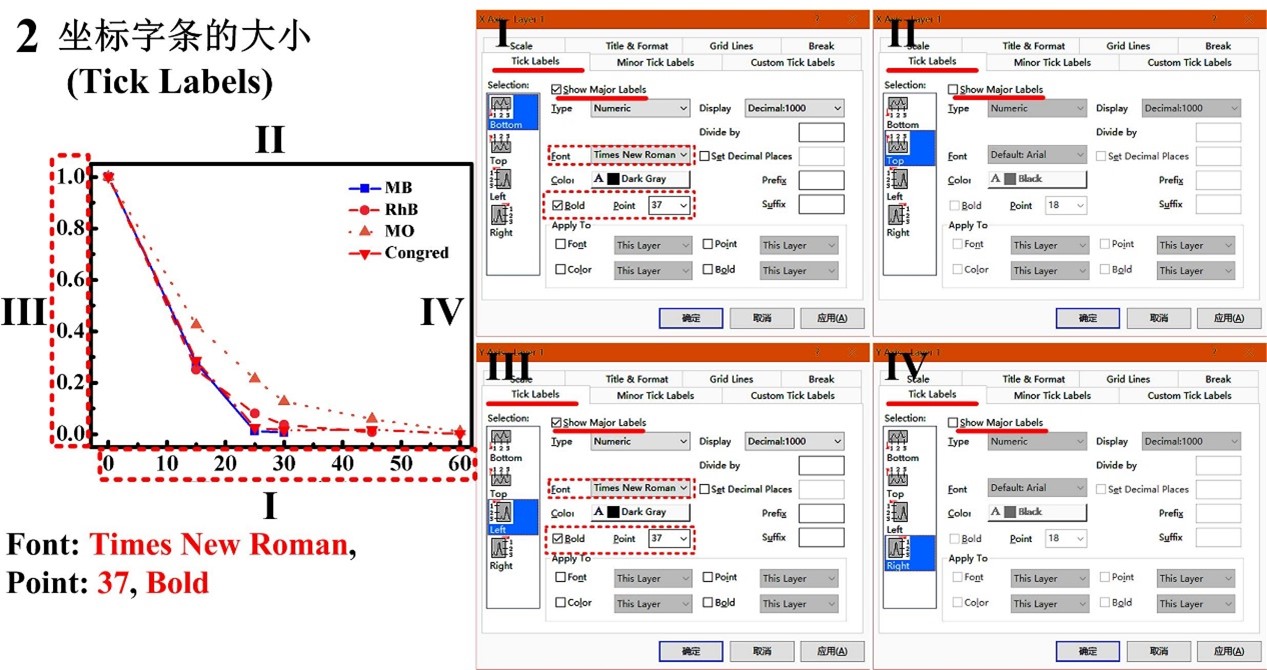 2 坐标字条的大小
(Tick Labels)
II
III
IV
I
1.0
0.8
0.6
0.4
0.2
0.0
0 10 20 30 40 50 60
MB
RhB
MO
Congred
Font: Times New Roman,
Point: 37, Bold
I
X Axis - Layer 1 ?
Scale Title & Format Grid Lines Break
Tick Labels Minor Tick Labels Custom Tick Labels
Selection:
Bottom
Top
Left
Right
Show Major Labels
Type Numeric Display Decimal:1000
Divide by
Font Times New Roman Set Decimal Places
Color A Dark Gray Prefix
Bold Point 37 Suffix
Apply To
Font This Layer Point This Layer
Color This Layer Bold This Layer
确定 取消 应用(A)
II
X Axis - Layer 1 ?
Scale Title & Format Grid Lines Break
Tick Labels Minor Tick Labels Custom Tick Labels
Selection:
Bottom
Top
Left
Right
Show Major Labels
Type Numeric Display Decimal:1000
Divide by
Font Default: Arial Set Decimal Places
Color A Black Prefix
Bold Point 18 Suffix
Apply To
Font This Layer Point This Layer
Color This Layer Bold This Layer
确定 取消 应用(A)
III
Y Axis - Layer 1 ?
Scale Title & Format Grid Lines Break
Tick Labels Minor Tick Labels Custom Tick Labels
Selection:
Bottom
Top
Left
Right
Show Major Labels
Type Numeric Display Decimal:1000
Divide by
Font Times New Roman Set Decimal Places
Color A Dark Gray Prefix
Bold Point 37 Suffix
Apply To
Font This Layer Point This Layer
Color This Layer Bold This Layer
确定 取消 应用(A)
IV
Y Axis - Layer 1 ?
Scale Title & Format Grid Lines Break
Tick Labels Minor Tick Labels Custom Tick Labels
Selection:
Bottom
Top
Left
Right
Show Major Labels
Type Numeric Display Decimal:1000
Divide by
Font Default: Arial Set Decimal Places
Color A Black Prefix
Bold Point 18 Suffix
Apply To
Font This Layer Point This Layer
Color This Layer Bold This Layer
确定 取消 应用(A)